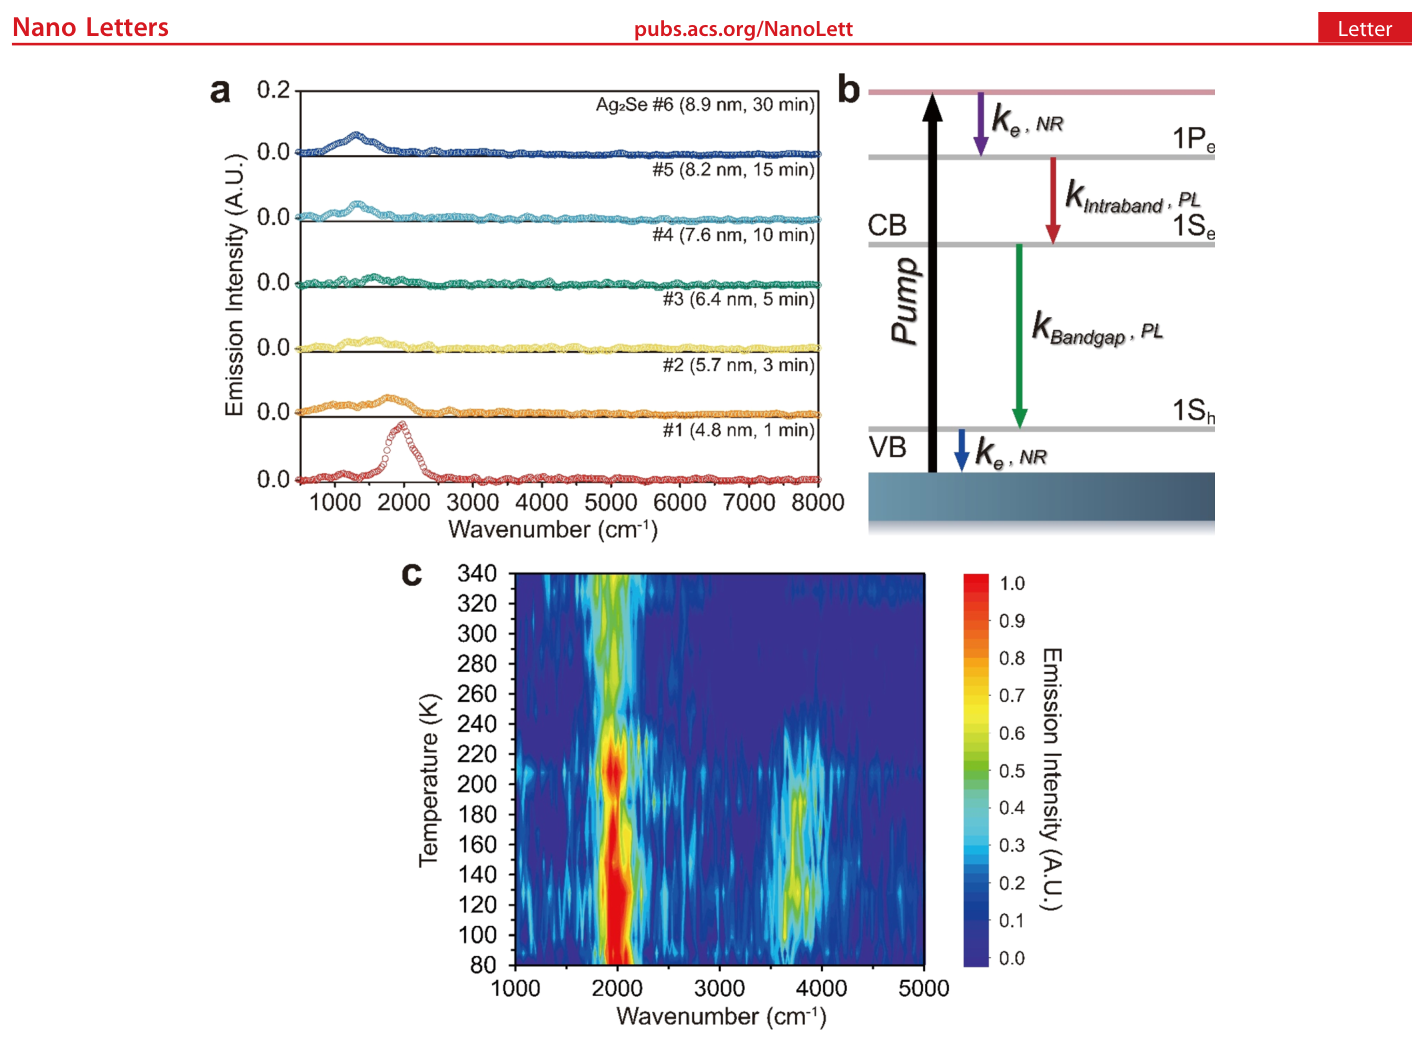 Nano Letters
pubs.acs.org/NanoLett
Letter
a
0.2
0.0
0.0
0.0
0.0
0.0
0.0
Emission Intensity (A.U.)
Ag₂Se #6 (8.9 nm, 30 min)
#5 (8.2 nm, 15 min)
#4 (7.6 nm, 10 min)
#3 (6.4 nm, 5 min)
#2 (5.7 nm, 3 min)
#1 (4.8 nm, 1 min)
1000 2000 3000 4000 5000 6000 7000 8000
Wavenumber (cm⁻¹)
b
k e, NR
1Pe
k Intraband, PL
CB
1Se
Pump
k Bandgap, PL
1Sh
VB
k e, NR
c
340
320
300
280
260
240
220
200
180
160
140
120
100
80
Temperature (K)
1000 2000 3000 4000 5000
Wavenumber (cm⁻¹)
1.0
0.9
0.8
0.7
0.6
0.5
0.4
0.3
0.2
0.1
0.0
Emission Intensity (A.U.)